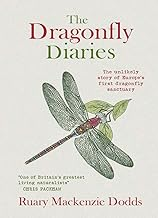 The
Dragonfly
Diaries
The unlikely
story of Europe's
first dragonfly
sanctuary
"One of Britain's greatest
living naturalists"
CHRIS PACKHAM
Ruary Mackenzie Dodds